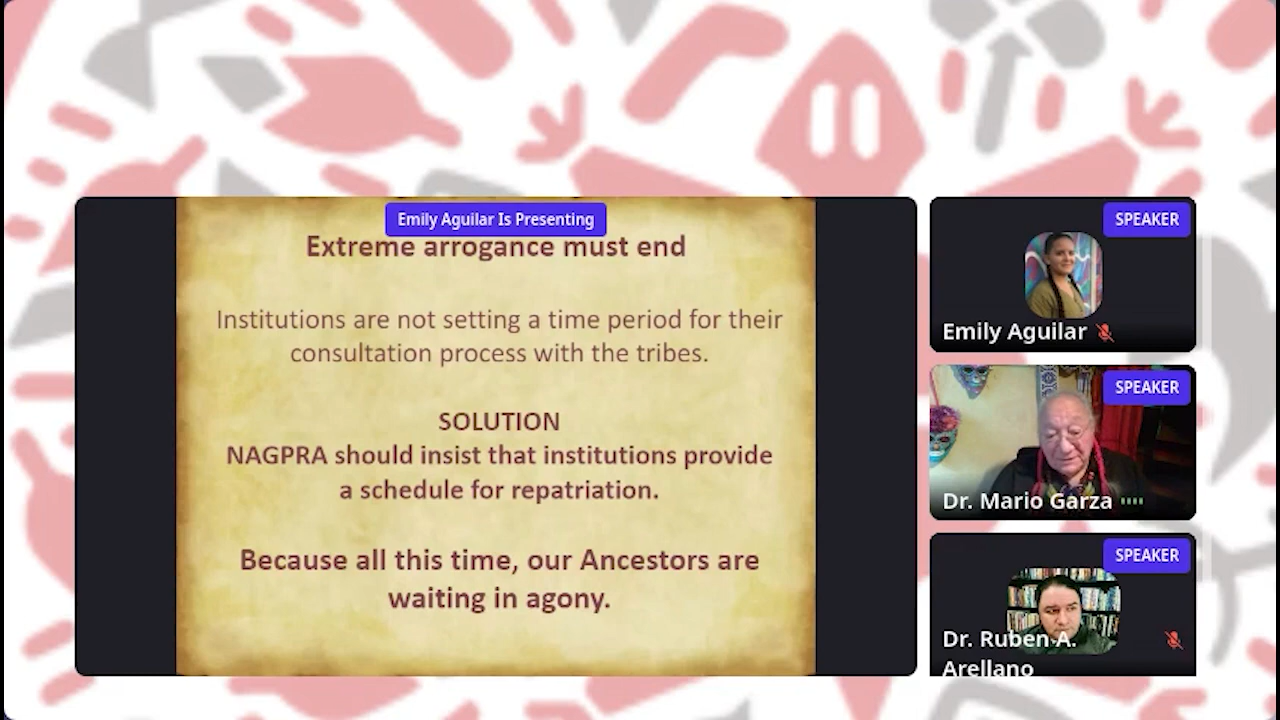 Emily Aguilar Is Presenting
Extreme arrogance must end
Institutions are not setting a time period for their
consultation process with the tribes.
SOLUTION
NAGPRA should insist that institutions provide
a schedule for repatriation.
Because all this time, our Ancestors are
waiting in agony.
SPEAKER
Emily Aguilar
SPEAKER
Dr. Mario Garza
SPEAKER
Dr. Ruben A.
Arellano